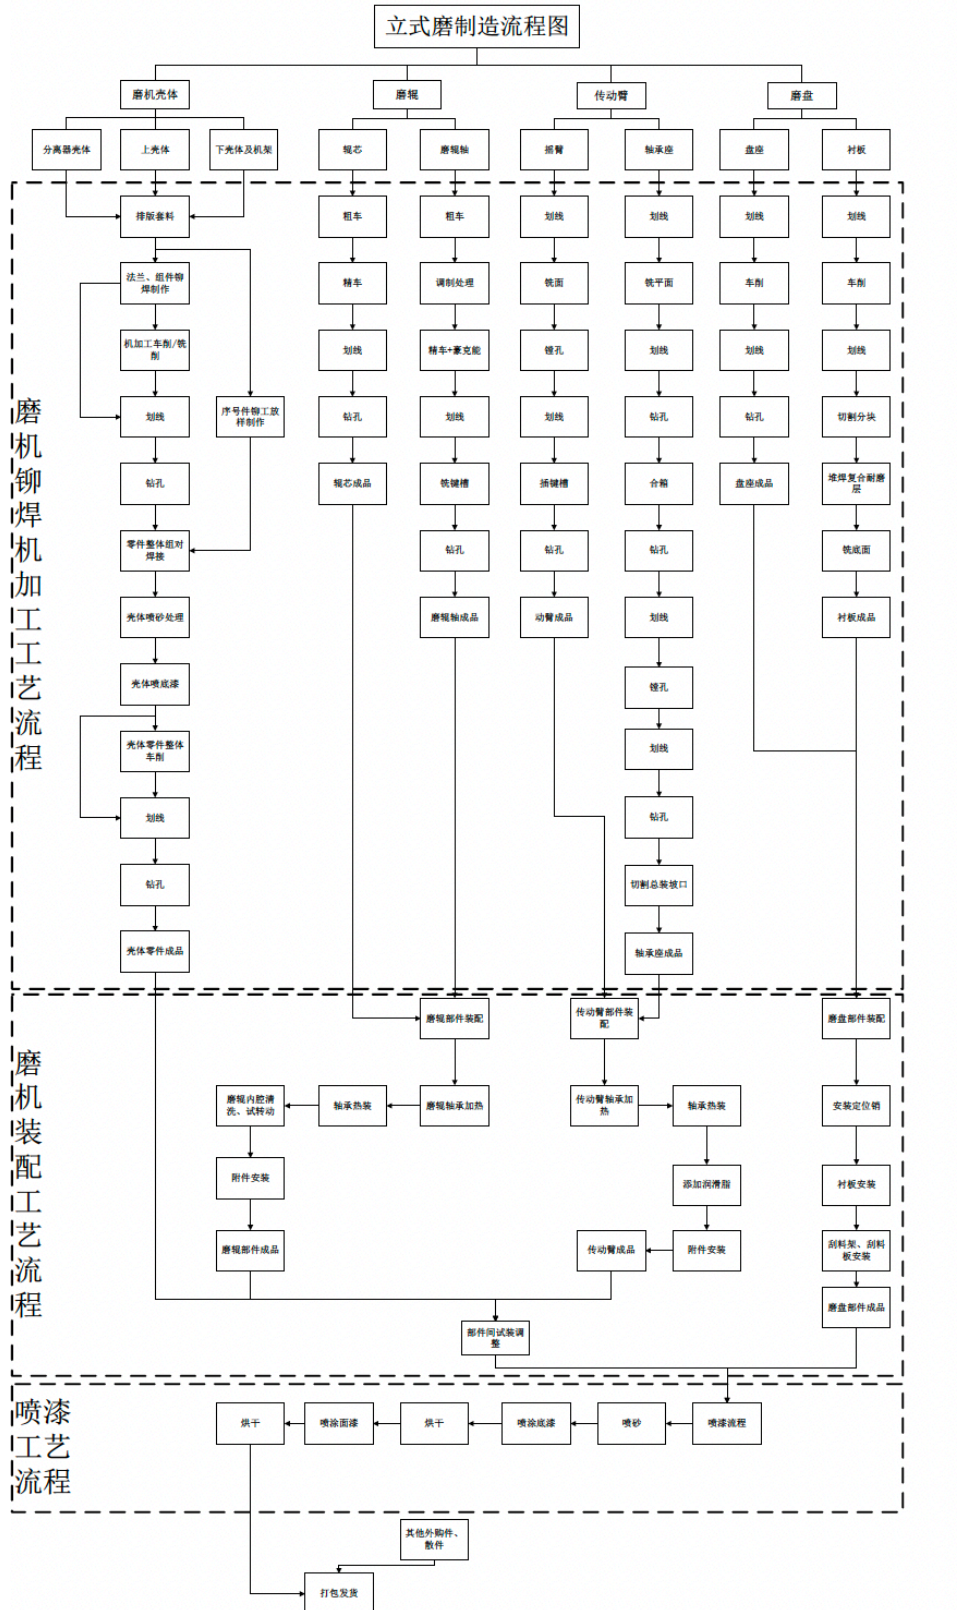 立式磨制造流程图
磨机壳体
磨辊
传动臂
磨盘
分离器壳体
上壳体
下壳体及机架
辊芯
磨辊轴
摇臂
轴承座
盘座
衬板
排版套料
粗车
粗车
划线
划线
划线
划线
法兰、组件铆
焊制作
精车
调制处理
铣面
铣平面
车削
车削
机加工车削/铣
削
划线
精车+豪克能
镗孔
划线
划线
划线
划线
序号件铆工放
样制作
钻孔
划线
划线
钻孔
钻孔
切割分块
钻孔
辊芯成品
铣键槽
插键槽
合箱
盘座成品
堆焊复合耐磨
层
零件整体组对
焊接
钻孔
钻孔
钻孔
铣底面
壳体喷砂处理
磨辊轴成品
动臂成品
划线
衬板成品
壳体喷底漆
镗孔
壳体零件整体
车削
划线
划线
钻孔
钻孔
切割总装坡口
壳体零件成品
轴承座成品
磨
机
铆
焊
机
加
工
工
艺
流
程
磨辊部件装配
传动臂部件装
配
磨盘部件装配
磨辊内腔清
洗、试转动
轴承热装
磨辊轴承加热
传动臂轴承加
热
轴承热装
安装定位销
附件安装
添加润滑脂
衬板安装
磨辊部件成品
传动臂成品
附件安装
刮料架、刮料
板安装
磨盘部件成品
部件间试装调
整
磨
机
装
配
工
艺
流
程
喷漆
工艺
流程
烘干
喷涂面漆
烘干
喷涂底漆
喷砂
喷漆流程
其他外购件、
散件
打包发货